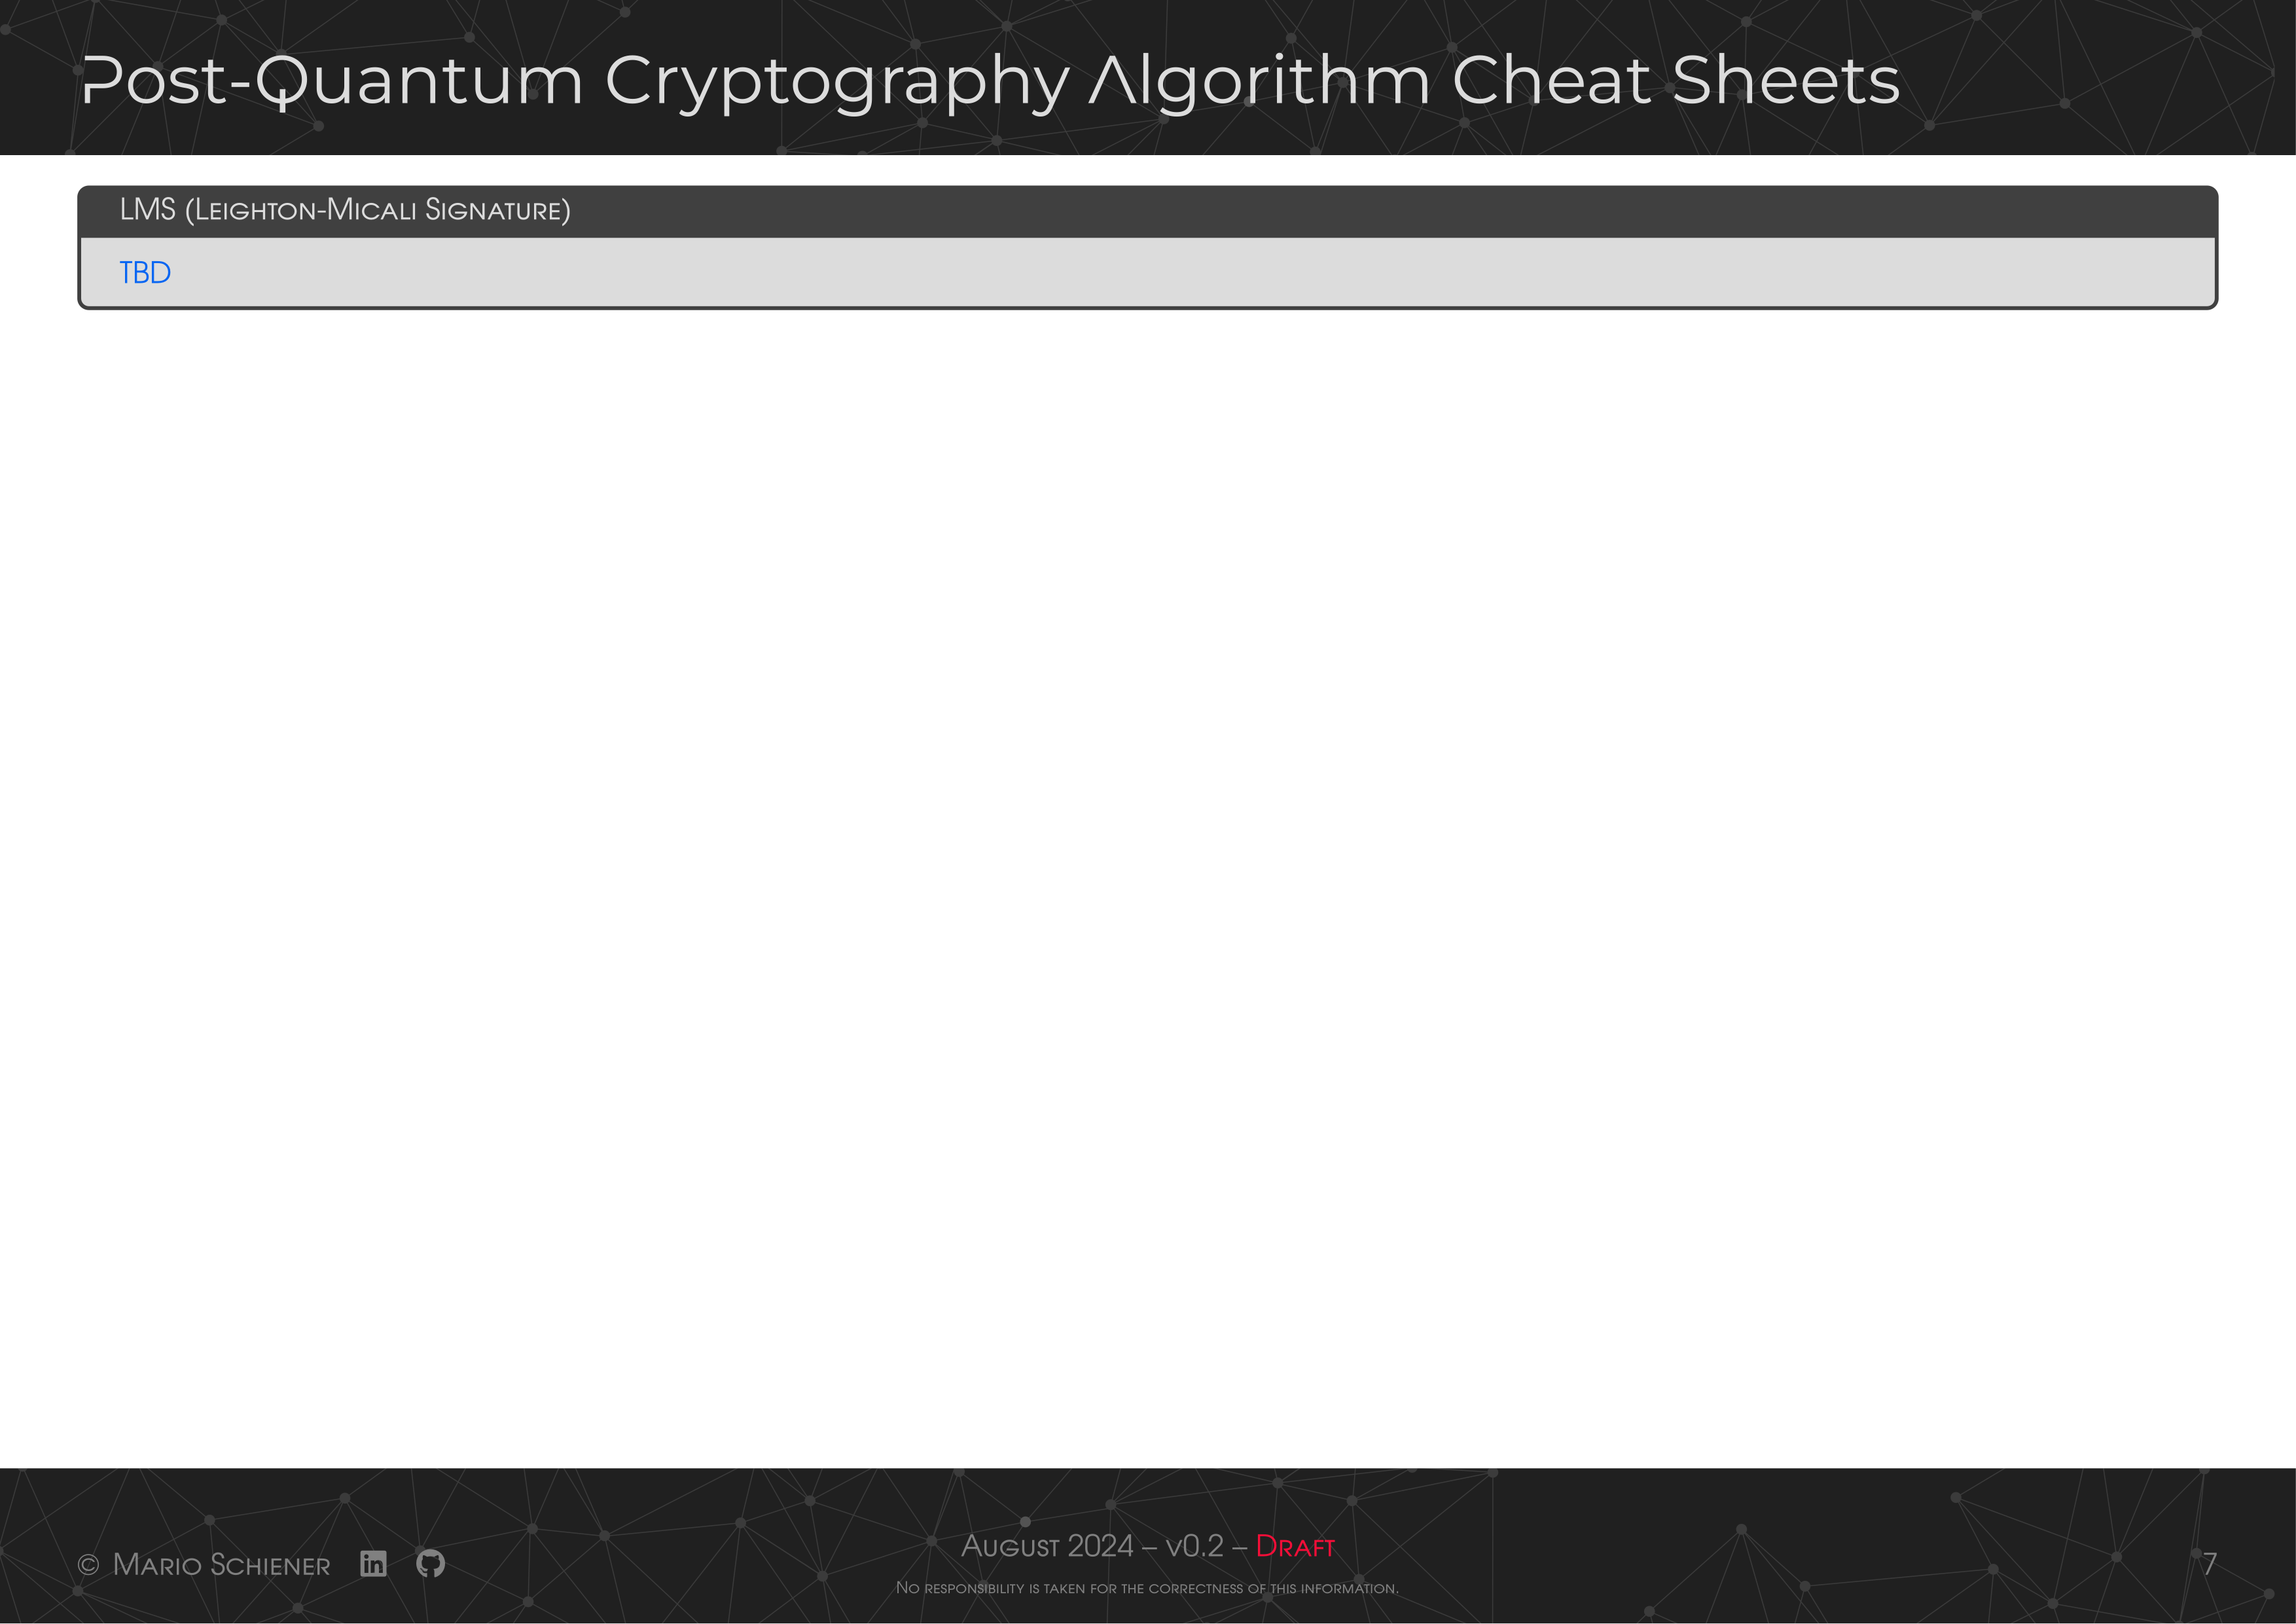 Post-Quantum Cryptography Algorithm Cheat Sheets
LMS (Leighton-Micali Signature)
TBD
© Mario Schiener
in
August 2024 – v0.2 – Draft
No responsibility is taken for the correctness of this information.
7